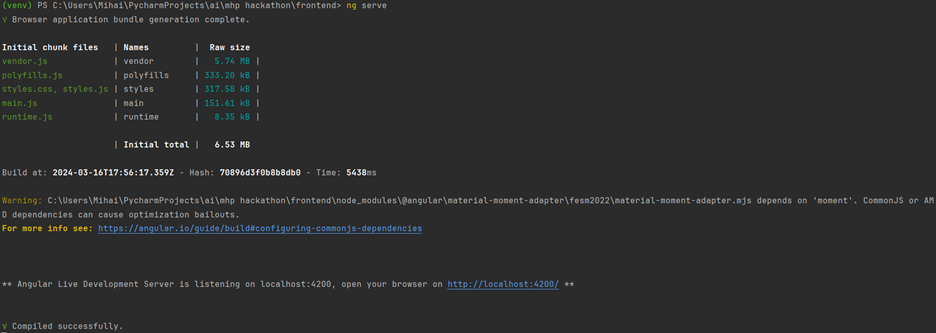 (venv) PS C:\Users\Mihai\PycharmProjects\ai\mhp hackathon\frontend> ng serve
√ Browser application bundle generation complete.
Initial chunk files | Names | Raw size
vendor.js | vendor | 5.74 MB |
polyfills.js | polyfills | 333.20 kB |
styles.css, styles.js | styles | 317.58 kB |
main.js | main | 151.61 kB |
runtime.js | runtime | 8.35 kB |
| Initial total | 6.53 MB
Build at: 2024-03-16T17:56:17.359Z - Hash: 70896d3f0b8b8db0 - Time: 5438ms
Warning: C:\Users\Mihai\PycharmProjects\ai\mhp hackathon\frontend\node_modules\@angular\material-moment-adapter\fesm2022\material-moment-adapter.mjs depends on 'moment'. CommonJS or AM
D dependencies can cause optimization bailouts.
For more info see: https://angular.io/guide/build#configuring-commonjs-dependencies
** Angular Live Development Server is listening on localhost:4200, open your browser on http://localhost:4200/ **
√ Compiled successfully.